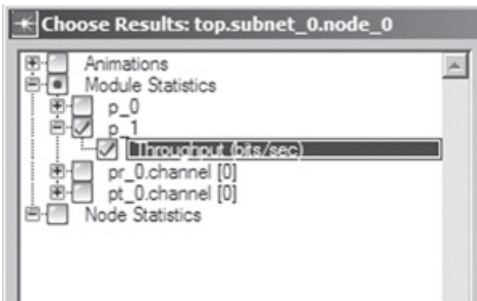 Choose Results: top.subnet_0.node_0
Animations
Module Statistics
p_0
p_1
Throughput (bits/sec)
pr_0.channel [0]
pt_0.channel [0]
Node Statistics